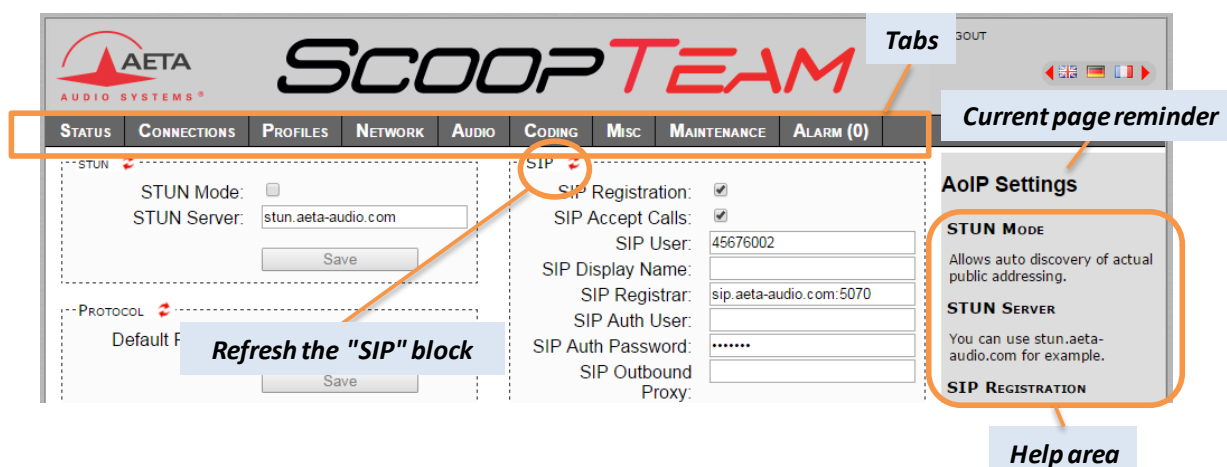 AETA
AUDIO SYSTEMS®
SCOOPTEAM
Tabs
GOUT
Current page reminder
STATUS CONNECTIONS PROFILES NETWORK AUDIO CODING MISC MAINTENANCE ALARM (0)
STUN
STUN Mode:
STUN Server: stun.aeta-audio.com
Save
PROTOCOL
Default P
Save
Refresh the "SIP" block
SIP
SIP Registration:
SIP Accept Calls:
SIP User: 45676002
SIP Display Name:
SIP Registrar: sip.aeta-audio.com:5070
SIP Auth User:
SIP Auth Password: •••••••
SIP Outbound
Proxy:
AoIP Settings
STUN MODE
Allows auto discovery of actual
public addressing.
STUN SERVER
You can use stun.aeta-
audio.com for example.
SIP REGISTRATION
Help area